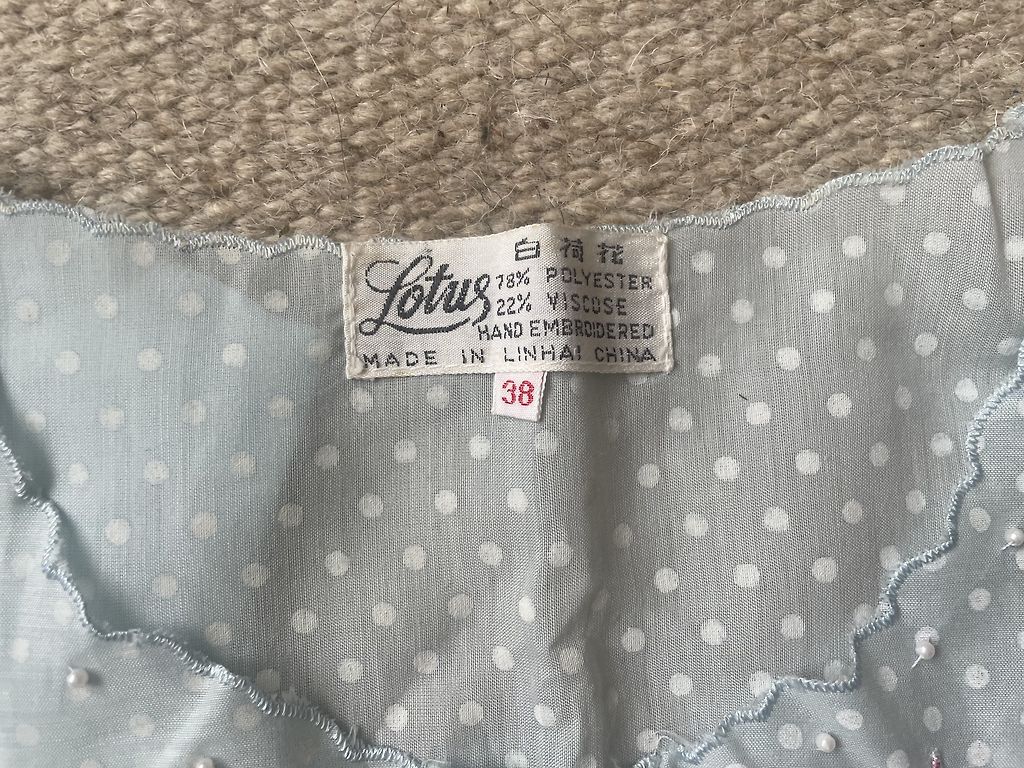 白荷花
Lotus
78% POLYESTER
22% VISCOSE
HAND EMBROIDERED
MADE IN LINHAI CHINA
38